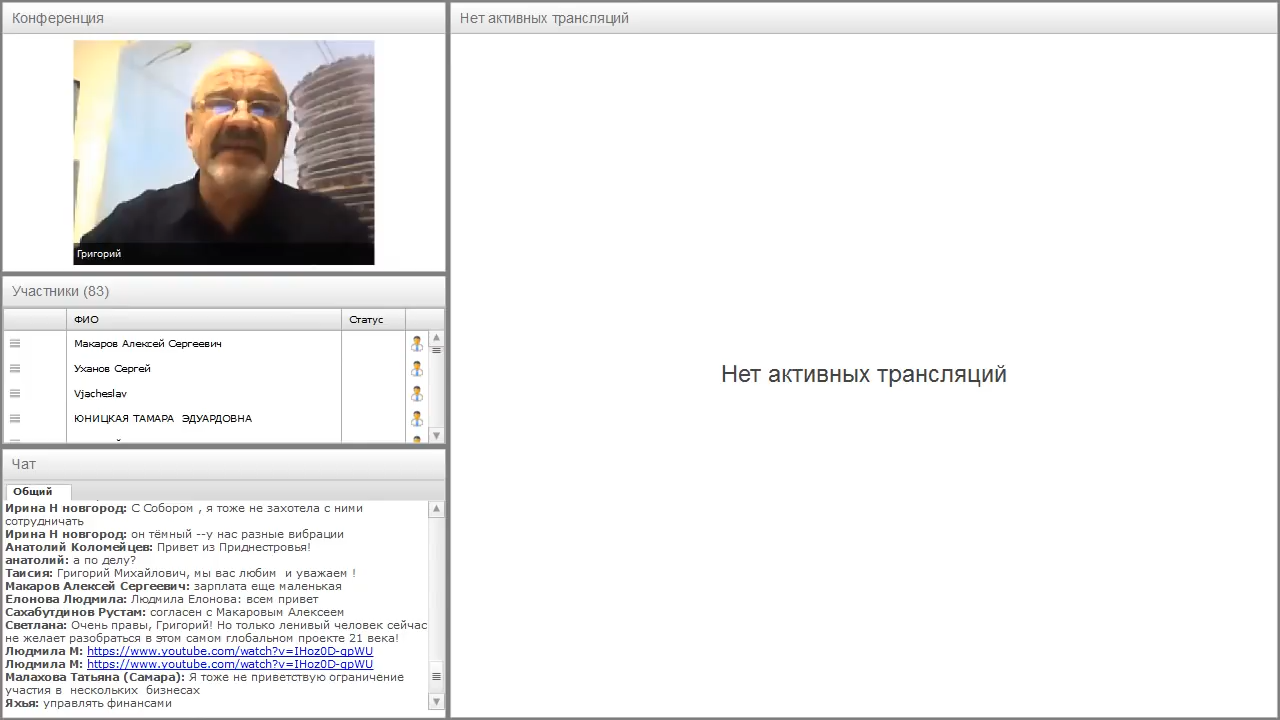 Конференция
Григорий
Участники (83)
ФИО
Статус
Макаров Алексей Сергеевич
Уханов Сергей
Vjacheslav
ЮНИЦКАЯ ТАМАРА ЭДУАРДОВНА
Чат
Общий
Ирина Н новгород: С Собором , я тоже не захотела с ними
сотрудничать
Ирина Н новгород: он тёмный --у нас разные вибрации
Анатолий Коломейцев: Привет из Приднестровья!
анатолий: а по делу?
Таисия: Григорий Михайлович, мы вас любим и уважаем !
Макаров Алексей Сергеевич: зарплата еще маленькая
Елонова Людмила: Людмила Елонова: всем привет
Сахабутдинов Рустам: согласен с Макаровым Алексеем
Светлана: Очень правы, Григорий! Но только ленивый человек сейчас
не желает разобраться в этом самом глобальном проекте 21 века!
Людмила М: https://www.youtube.com/watch?v=IHoz0D-gpWU
Людмила М: https://www.youtube.com/watch?v=IHoz0D-gpWU
Малахова Татьяна (Самара): Я тоже не приветствую ограничение
участия в нескольких бизнесах
Яхья: управлять финансами
Нет активных трансляций
Нет активных трансляций